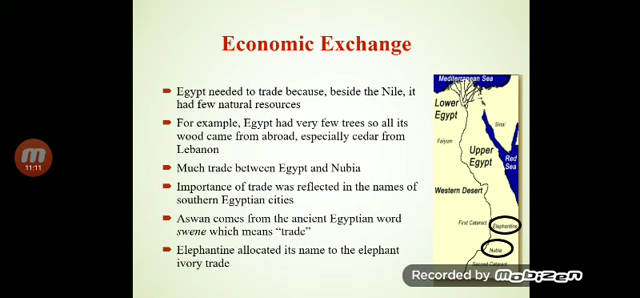 Economic Exchange
Egypt needed to trade because, beside the Nile, it
had few natural resources
For example, Egypt had very few trees so all its
wood came from abroad, especially cedar from
Lebanon
Much trade between Egypt and Nubia
Importance of trade was reflected in the names of
southern Egyptian cities
Aswan comes from the ancient Egyptian word
swene which means “trade”
Elephantine allocated its name to the elephant
ivory trade
Mediterranean Sea
Lower
Egypt
Sinai
Faiyum
Upper
Egypt
Red
Sea
Western Desert
First Cataract
Elephantine
Nubia
Second Cataract
11:11
Recorded by
mobizen